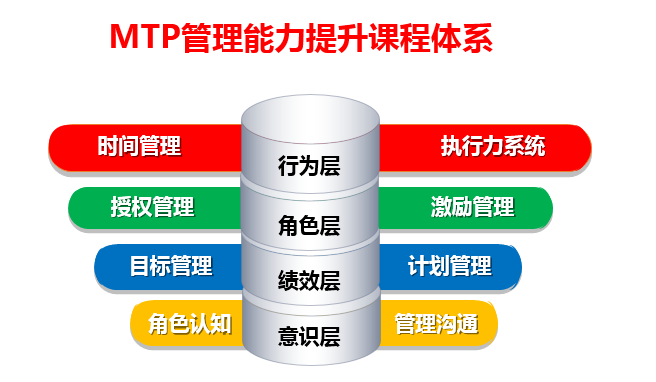 MTP管理能力提升课程体系
时间管理
行为层
执行力系统
授权管理
角色层
激励管理
目标管理
绩效层
计划管理
角色认知
意识层
管理沟通